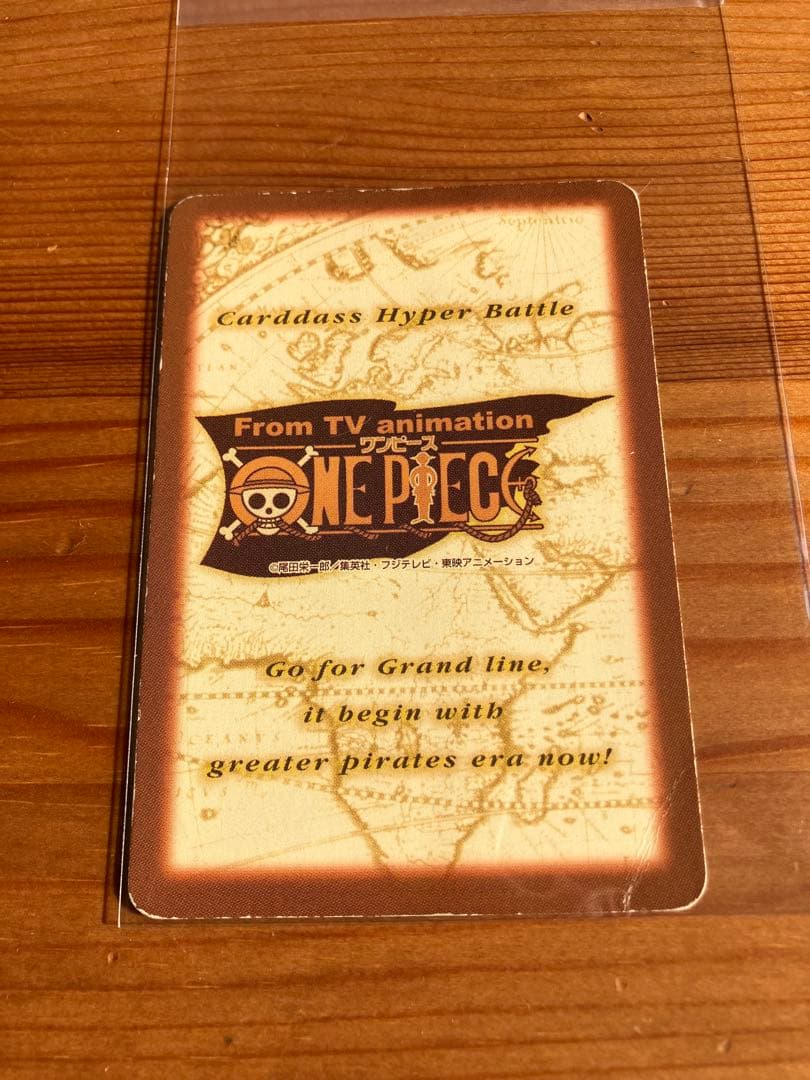 Septentrio
Carddass Hyper Battle
From TV animation
ワンピース
ONE PIECE
©尾田栄一郎／集英社・フジテレビ・東映アニメーション
Go for Grand line,
it begin with
greater pirates era now!